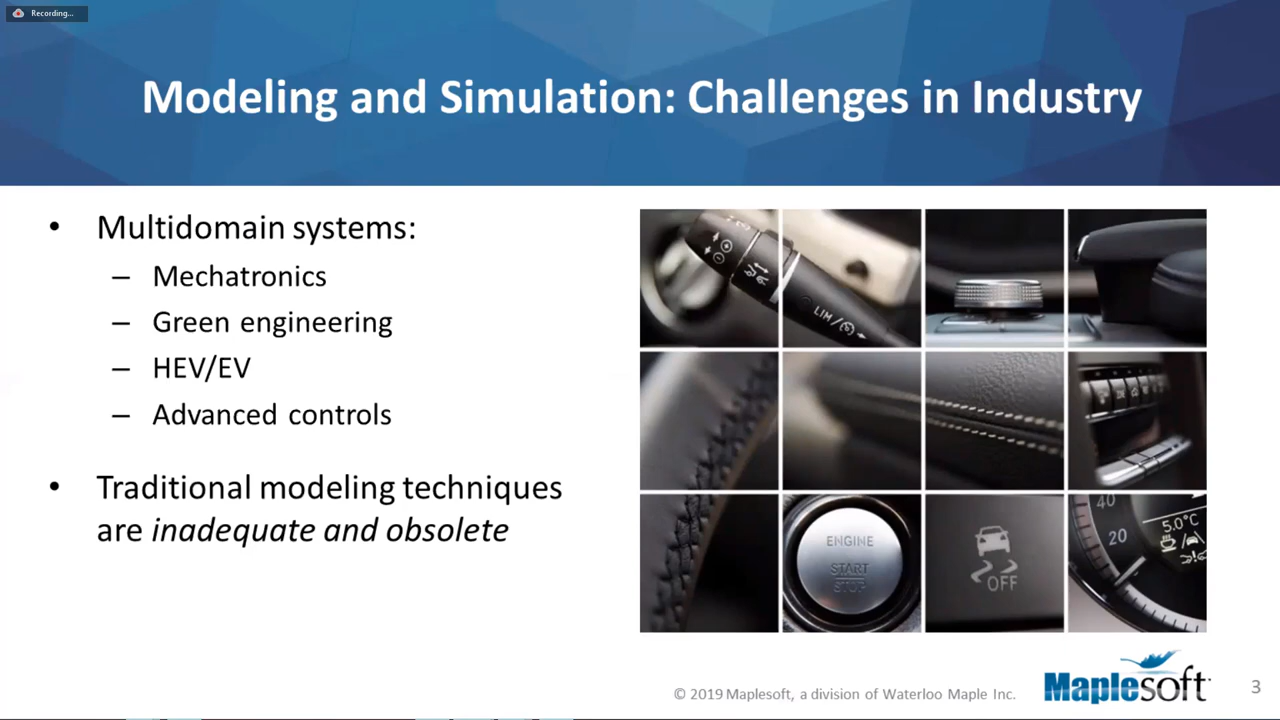 Recording...
Modeling and Simulation: Challenges in Industry
• Multidomain systems:
– Mechatronics
– Green engineering
– HEV/EV
– Advanced controls
• Traditional modeling techniques
are inadequate and obsolete
LIM/
ENGINE
START
STOP
OFF
40
20
5.0°C
© 2019 Maplesoft, a division of Waterloo Maple Inc.
Maplesoft
3